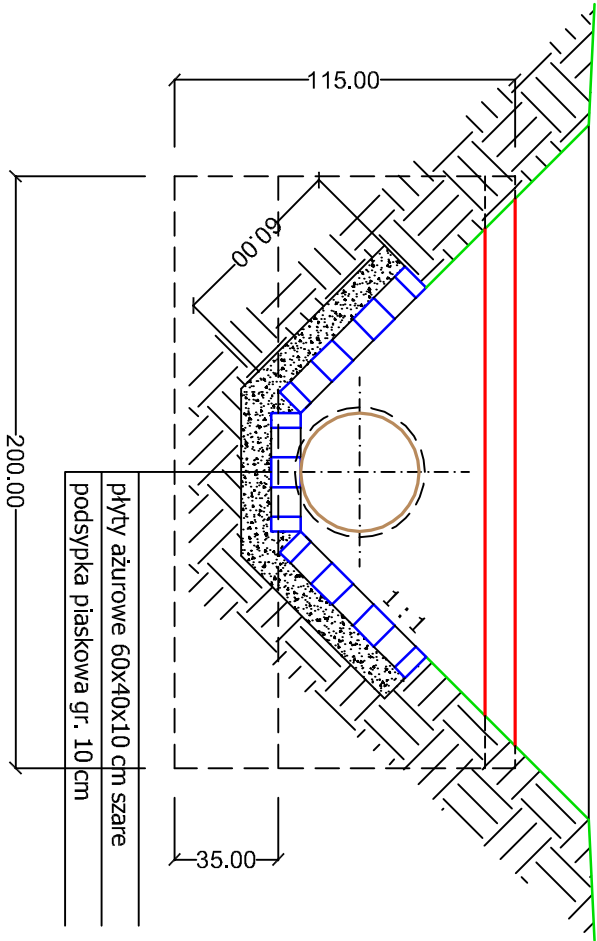 115.00
60.00
200.00
1:1
płyty ażurowe 60x40x10 cm szare
podsypka piaskowa gr. 10 cm
35.00